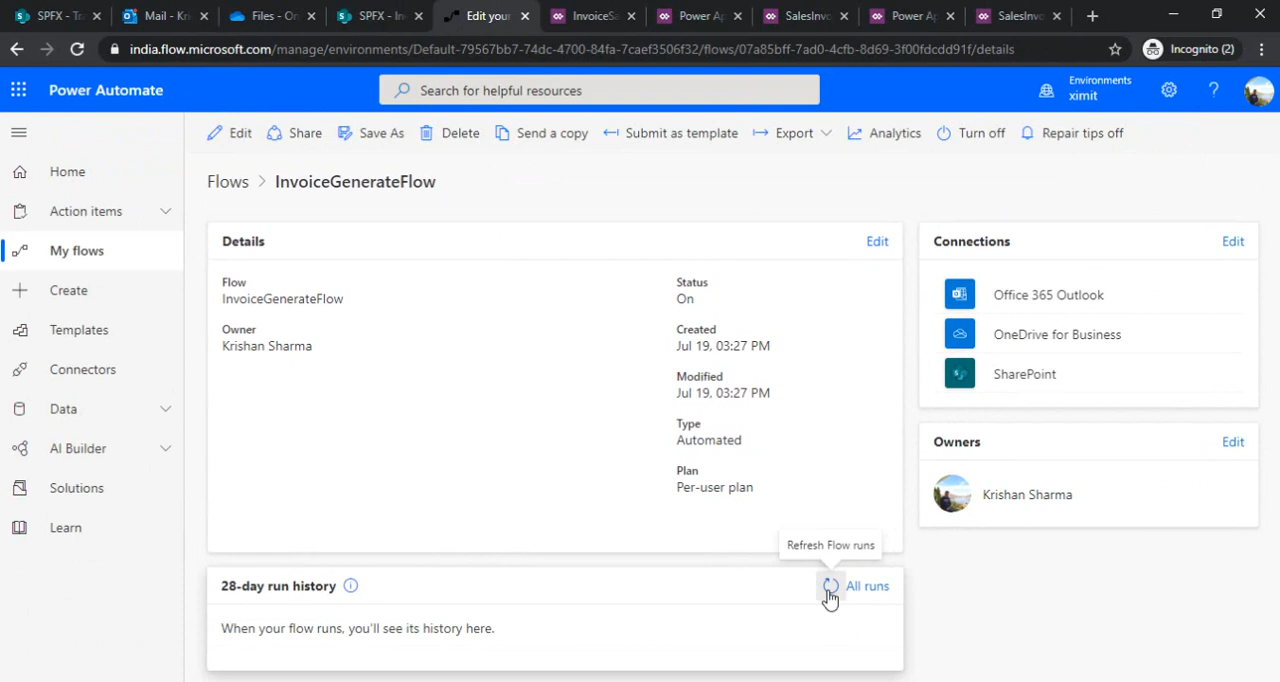 SPFX - Tr
Mail - Kri
Files - On
SPFX - In
Edit your
InvoiceSa
Power Ap
SalesInvo
Power Ap
SalesInvo
india.flow.microsoft.com/manage/environments/Default-79567bb7-74dc-4700-84fa-7caef3506f32/flows/07a85bff-7ad0-4cfb-8d69-3f00fdcdd91f/details
Incognito (2)
Power Automate
Search for helpful resources
Environments
ximit
Edit
Share
Save As
Delete
Send a copy
Submit as template
Export
Analytics
Turn off
Repair tips off
Home
Action items
My flows
Create
Templates
Connectors
Data
AI Builder
Solutions
Learn
Flows > InvoiceGenerateFlow
Details
Edit
Flow
InvoiceGenerateFlow
Owner
Krishan Sharma
Status
On
Created
Jul 19, 03:27 PM
Modified
Jul 19, 03:27 PM
Type
Automated
Plan
Per-user plan
Connections
Edit
Office 365 Outlook
OneDrive for Business
SharePoint
Owners
Edit
Krishan Sharma
Refresh Flow runs
28-day run history
All runs
When your flow runs, you'll see its history here.